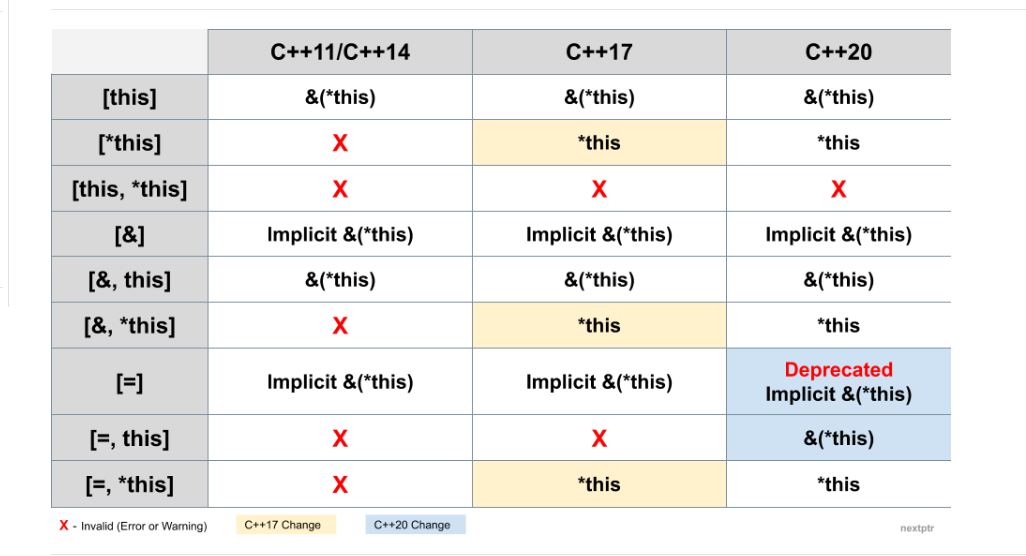 C++11/C++14 C++17 C++20
[this] &(*this) &(*this) &(*this)
[*this] X *this *this
[this, *this] X X X
[&] Implicit &(*this) Implicit &(*this) Implicit &(*this)
[&, this] &(*this) &(*this) &(*this)
[&, *this] X *this *this
[=] Implicit &(*this) Implicit &(*this) Deprecated
Implicit &(*this)
[=, this] X X &(*this)
[=, *this] X *this *this
X - Invalid (Error or Warning) C++17 Change C++20 Change nextptr